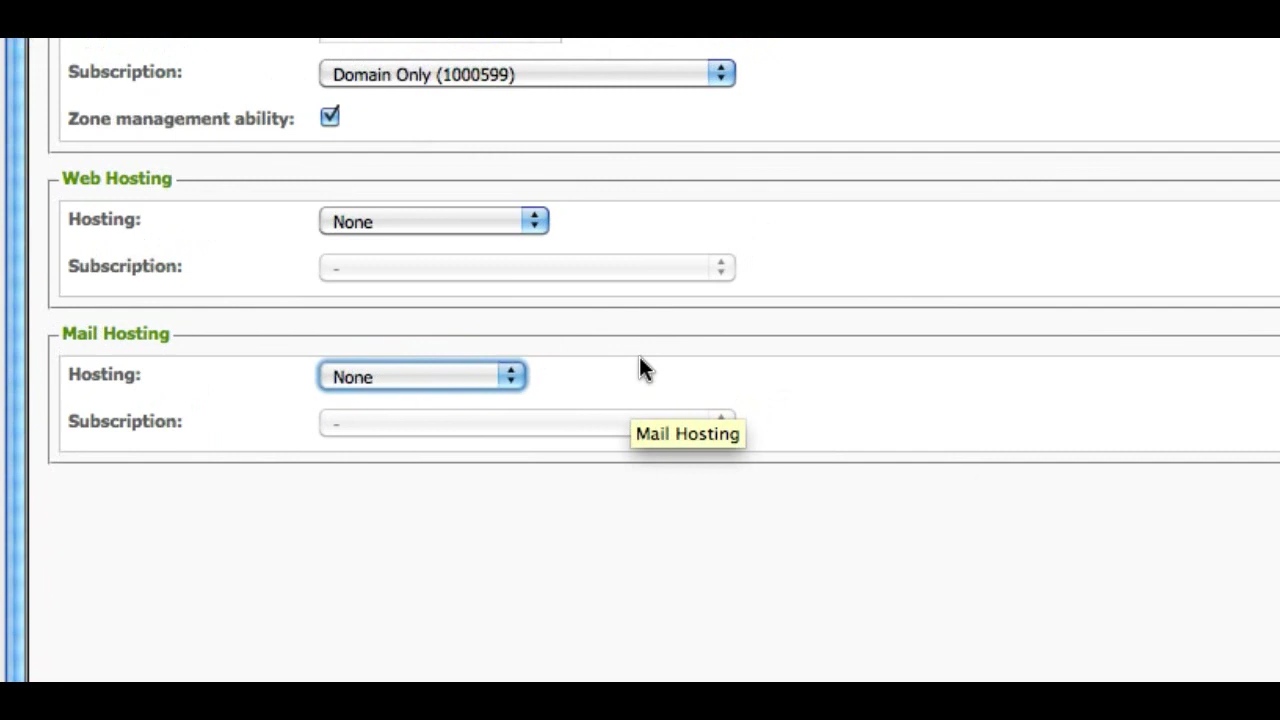 Subscription: Domain Only (1000599)
Zone management ability:
Web Hosting
Hosting: None
Subscription: -
Mail Hosting
Hosting: None
Subscription: -
Mail Hosting